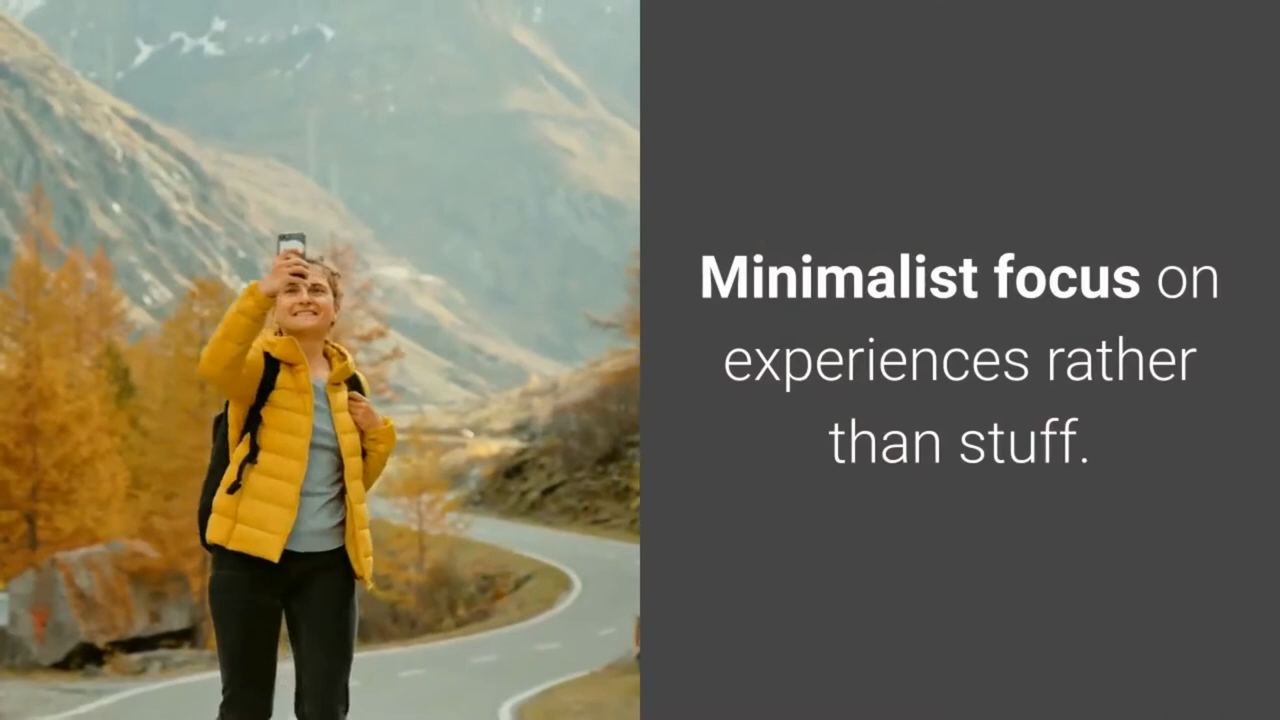 Minimalist focus on
experiences rather
than stuff.